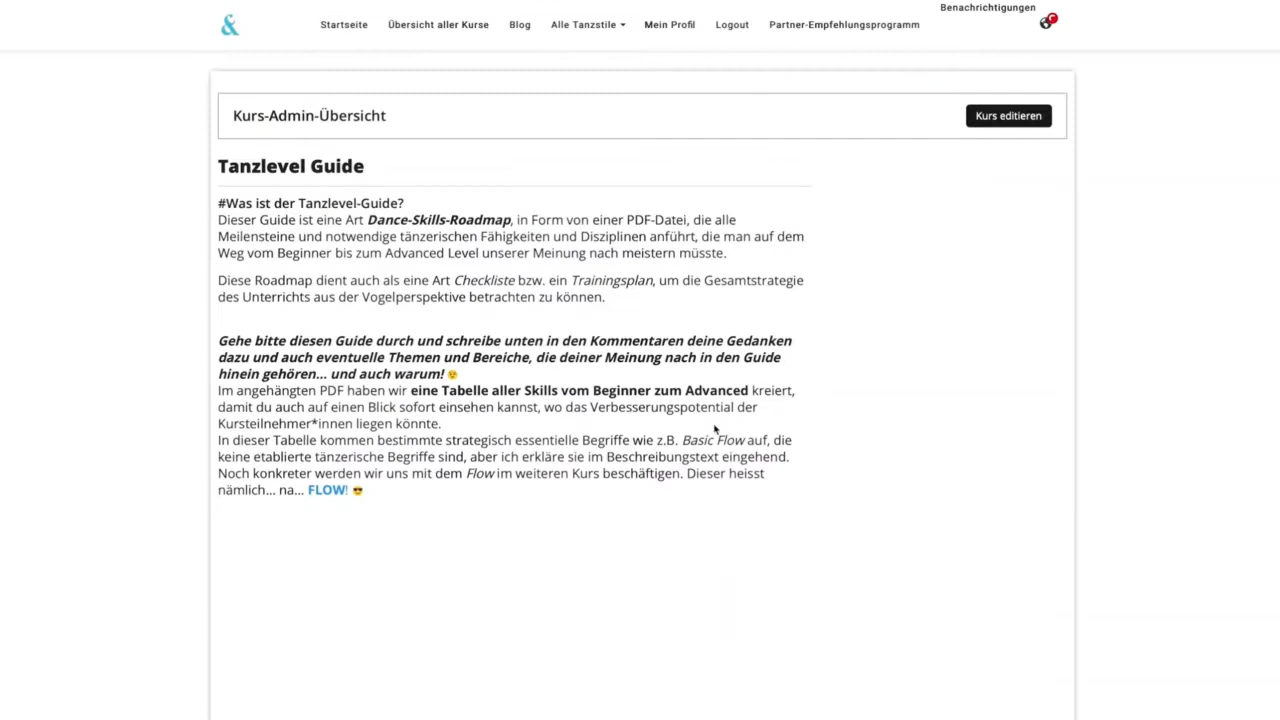 Benachrichtigungen
& Startseite Übersicht aller Kurse Blog Alle Tanzstile Mein Profil Logout Partner-Empfehlungsprogramm
Kurs-Admin-Übersicht Kurs editieren
Tanzlevel Guide
#Was ist der Tanzlevel-Guide?
Dieser Guide ist eine Art Dance-Skills-Roadmap, in Form von einer PDF-Datei, die alle
Meilensteine und notwendige tänzerischen Fähigkeiten und Disziplinen anführt, die man auf dem
Weg vom Beginner bis zum Advanced Level unserer Meinung nach meistern müsste.
Diese Roadmap dient auch als eine Art Checkliste bzw. ein Trainingsplan, um die Gesamtstrategie
des Unterrichts aus der Vogelperspektive betrachten zu können.
Gehe bitte diesen Guide durch und schreibe unten in den Kommentaren deine Gedanken
dazu und auch eventuelle Themen und Bereiche, die deiner Meinung nach in den Guide
hinein gehören... und auch warum! 
Im angehängten PDF haben wir eine Tabelle aller Skills vom Beginner zum Advanced kreiert,
damit du auch auf einen Blick sofort einsehen kannst, wo das Verbesserungspotential der
Kursteilnehmer*innen liegen könnte.
In dieser Tabelle kommen bestimmte strategisch essentielle Begriffe wie z.B. Basic Flow auf, die
keine etablierte tänzerische Begriffe sind, aber ich erkläre sie im Beschreibungstext eingehend.
Noch konkreter werden wir uns mit dem Flow im weiteren Kurs beschäftigen. Dieser heisst
nämlich... na... FLOW! 😎